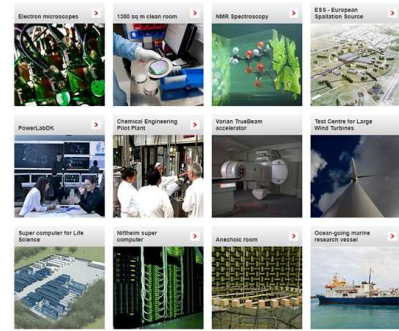 Electron microscopes
1350 sq m clean room
NMR Spectroscopy
ESS - European
Spallation Source
PowerLabDK
Chemical Engineering
Pilot Plant
Varian TrueBeam
accelerator
Test Centre for Large
Wind Turbines
Super computer for Life
Science
Niflheim super
computer
Anechoic room
Ocean-going marine
research vessel